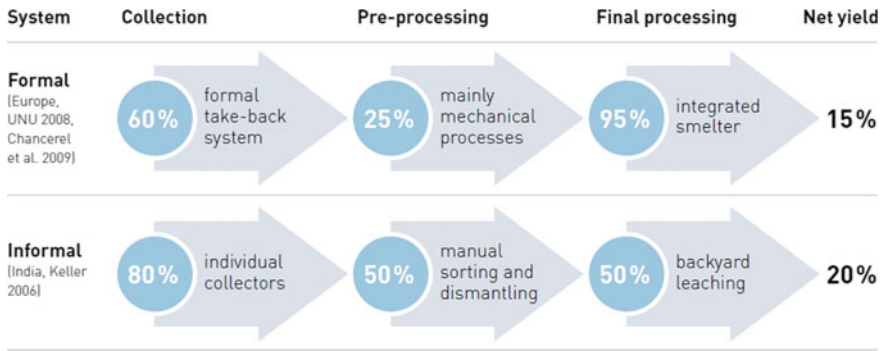 System Collection Pre-processing Final processing Net yield
Formal
(Europe,
UNU 2008,
Chancerel
et al. 2009)
60%
formal
take-back
system
25%
mainly
mechanical
processes
95%
integrated
smelter
15%
Informal
(India, Keller
2006)
80%
individual
collectors
50%
manual
sorting and
dismantling
50%
backyard
leaching
20%